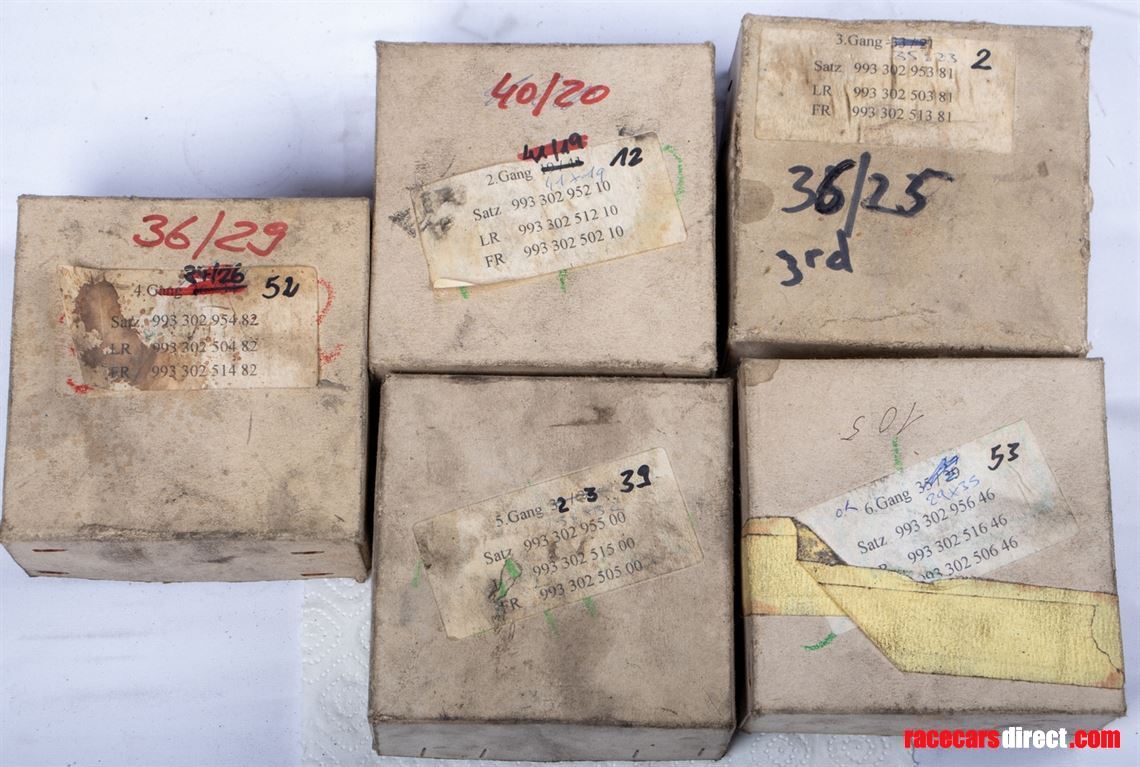 36/29
4.Gang
52
Satz 993 302 954 82
LR 993 302 504 82
FR 993 302 514 82
40/20
41/19
2.Gang 41x19 12
Satz 993 302 952 10
LR 993 302 512 10
FR 993 302 502 10
3.Gang
35x23 2
Satz 993 302 953 81
LR 993 302 503 81
FR 993 302 513 81
36/25
3rd
5.Gang
39
Satz 993 302 955 00
993 302 515 00
FR 993 302 505 00
105
ok 6.Gang
29x35
53
Satz 993 302 956 46
993 302 516 46
993 302 506 46
racecarsdirect.com